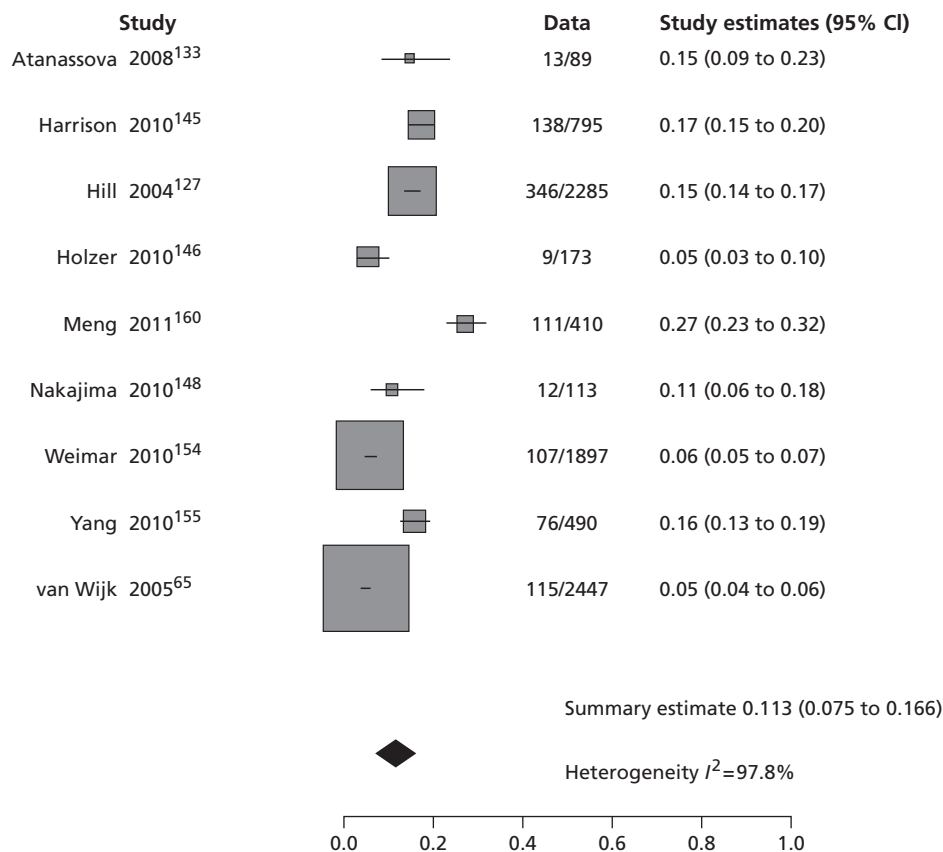 Study Data Study estimates (95% CI)
Atanassova 2008133 13/89 0.15 (0.09 to 0.23)
Harrison 2010145 138/795 0.17 (0.15 to 0.20)
Hill 2004127 346/2285 0.15 (0.14 to 0.17)
Holzer 2010146 9/173 0.05 (0.03 to 0.10)
Meng 2011160 111/410 0.27 (0.23 to 0.32)
Nakajima 2010148 12/113 0.11 (0.06 to 0.18)
Weimar 2010154 107/1897 0.06 (0.05 to 0.07)
Yang 2010155 76/490 0.16 (0.13 to 0.19)
van Wijk 200565 115/2447 0.05 (0.04 to 0.06)
Summary estimate 0.113 (0.075 to 0.166)
Heterogeneity I2=97.8%
0.0 0.2 0.4 0.6 0.8 1.0